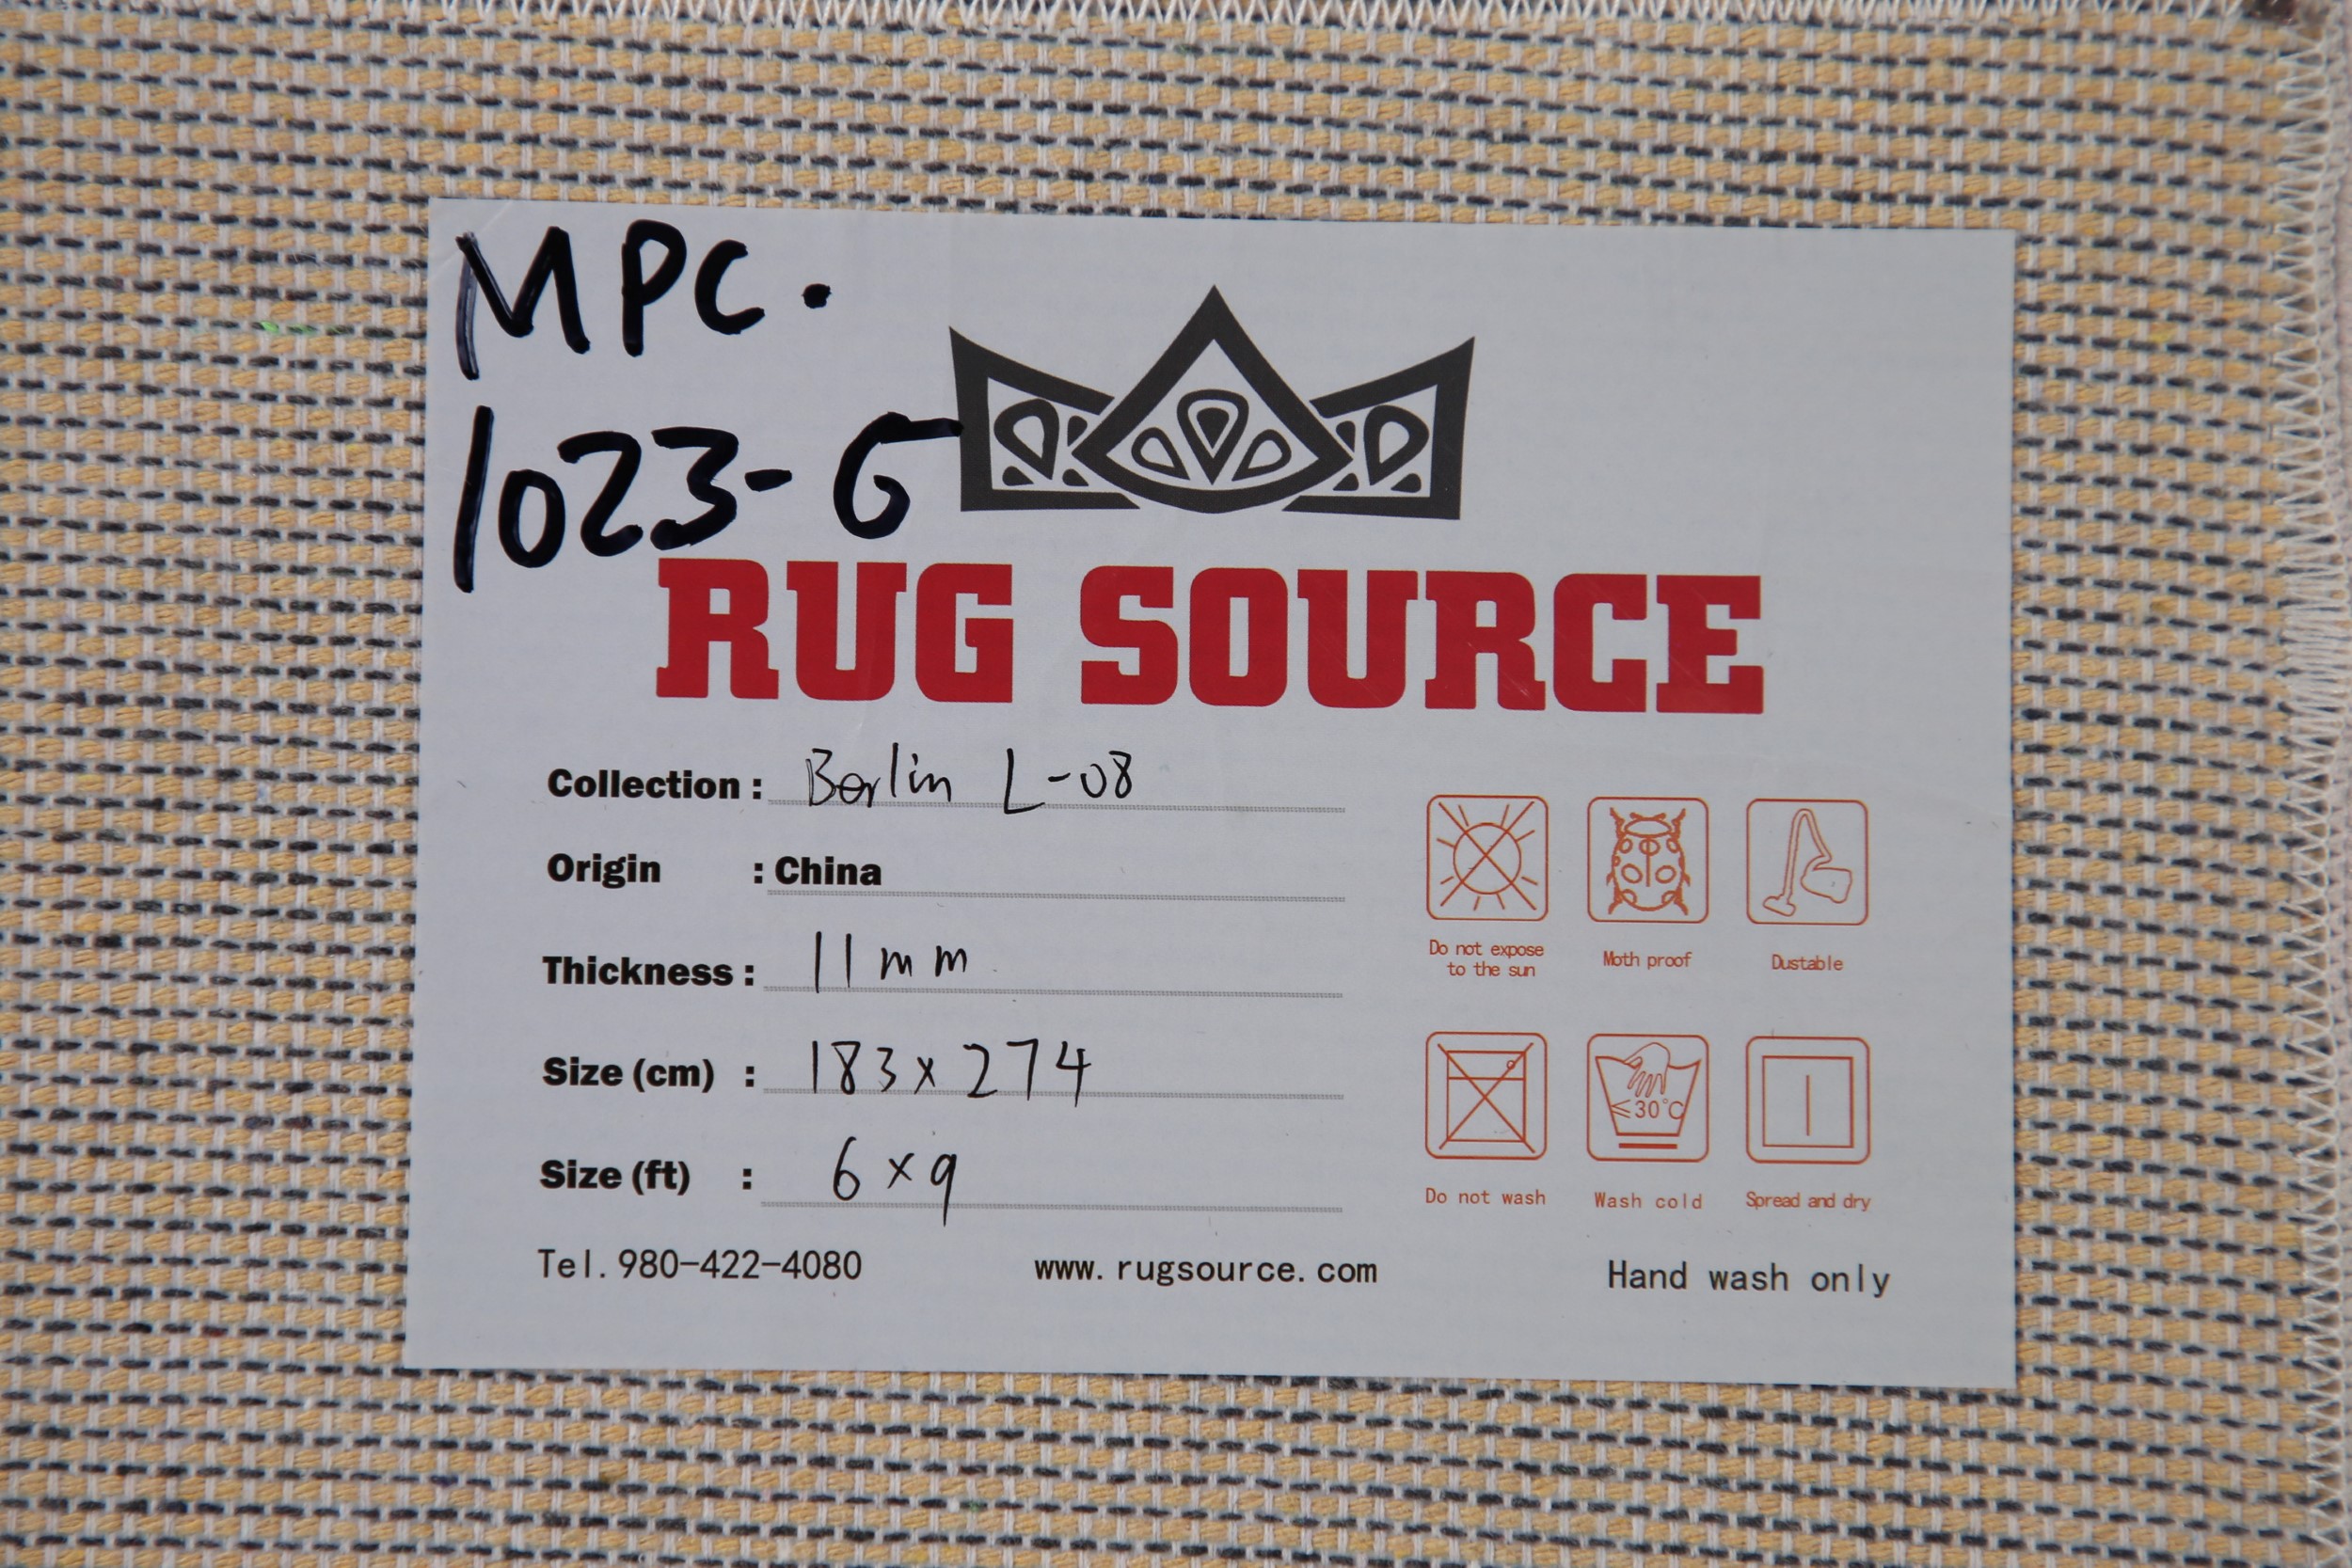 MPC.
1023-G
RUG SOURCE
Collection : Berlin L-08
Origin : China
Thickness : 11mm
Size (cm) : 183x274
Size (ft) : 6x9
Do not expose
to the sun
Moth proof
Dustable
≤30°C
Do not wash
Wash cold
Spread and dry
Tel. 980-422-4080
www.rugsource.com
Hand wash only